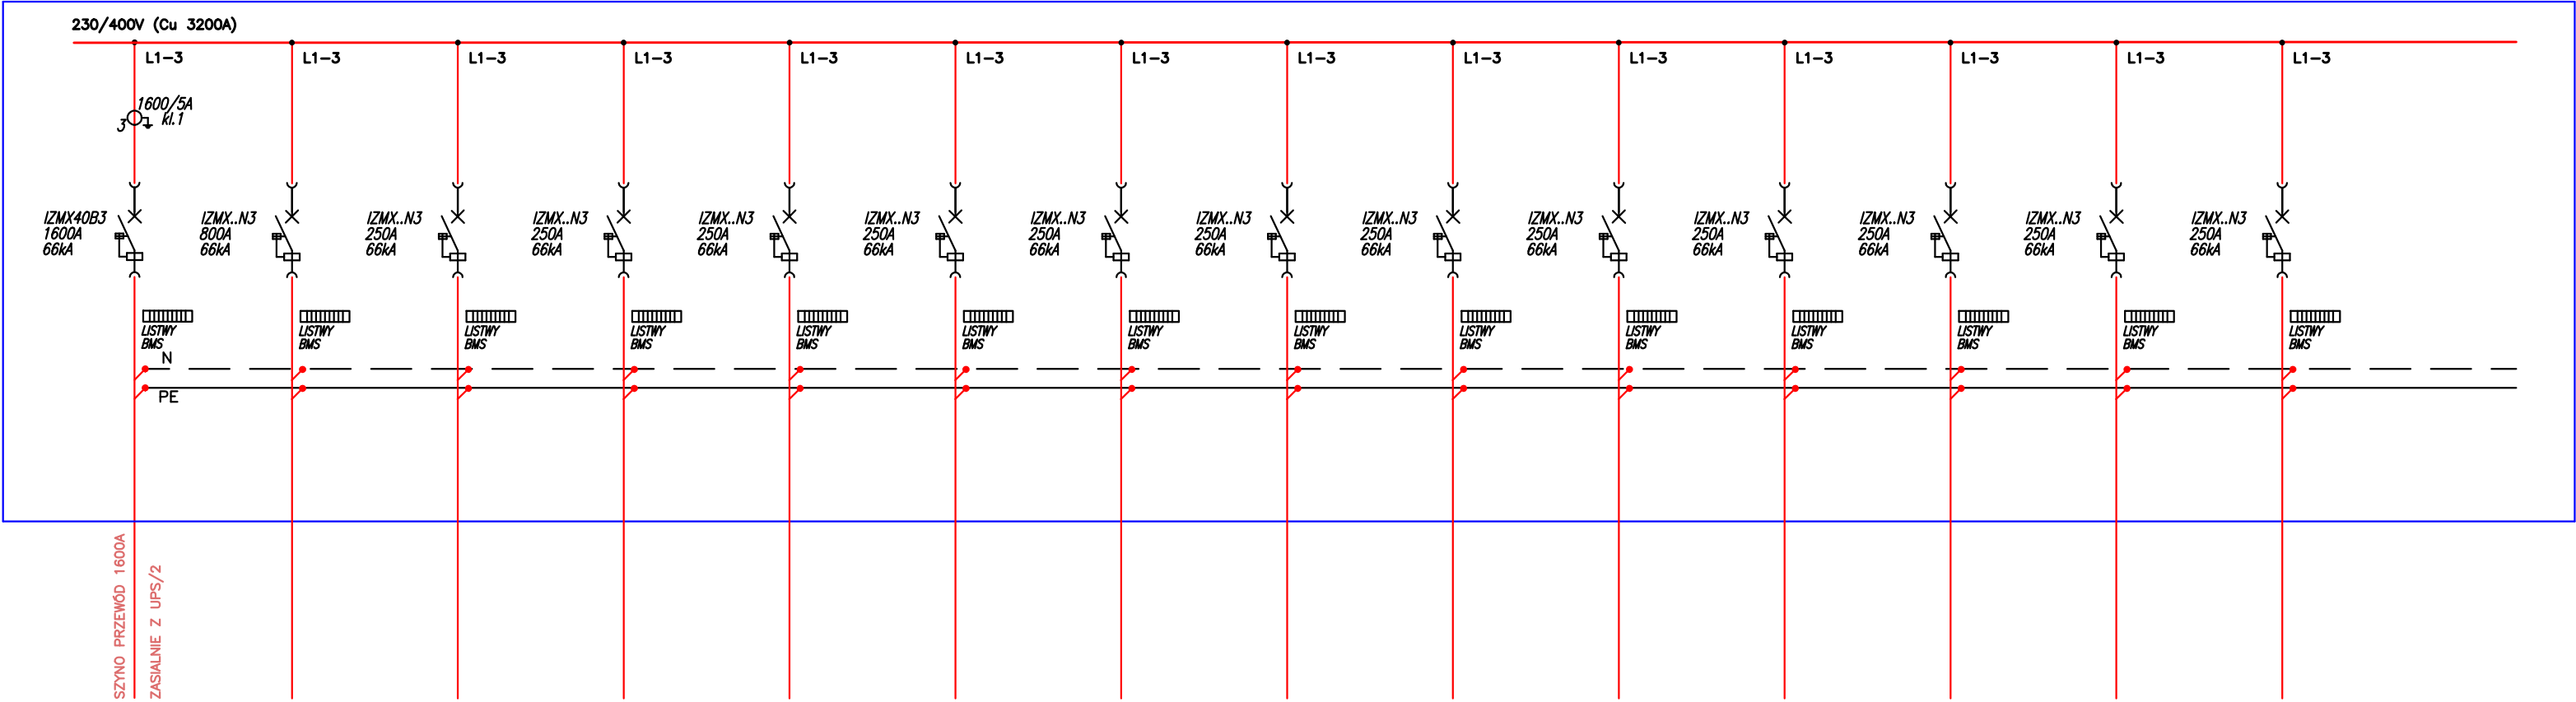 230/400V (Cu 3200A)
L1-3
L1-3
L1-3
L1-3
L1-3
L1-3
L1-3
L1-3
L1-3
L1-3
L1-3
L1-3
L1-3
L1-3
1600/5A
3 kl.1
IZMX40B3
1600A
66kA
IZMX..N3
800A
66kA
IZMX..N3
250A
66kA
IZMX..N3
250A
66kA
IZMX..N3
250A
66kA
IZMX..N3
250A
66kA
IZMX..N3
250A
66kA
IZMX..N3
250A
66kA
IZMX..N3
250A
66kA
IZMX..N3
250A
66kA
IZMX..N3
250A
66kA
IZMX..N3
250A
66kA
IZMX..N3
250A
66kA
IZMX..N3
250A
66kA
LISTWY
BMS
LISTWY
BMS
LISTWY
BMS
LISTWY
BMS
LISTWY
BMS
LISTWY
BMS
LISTWY
BMS
LISTWY
BMS
LISTWY
BMS
LISTWY
BMS
LISTWY
BMS
LISTWY
BMS
LISTWY
BMS
LISTWY
BMS
N
PE
SZYNO PRZEWÓD 1600A
ZASIALNIE Z UPS/2